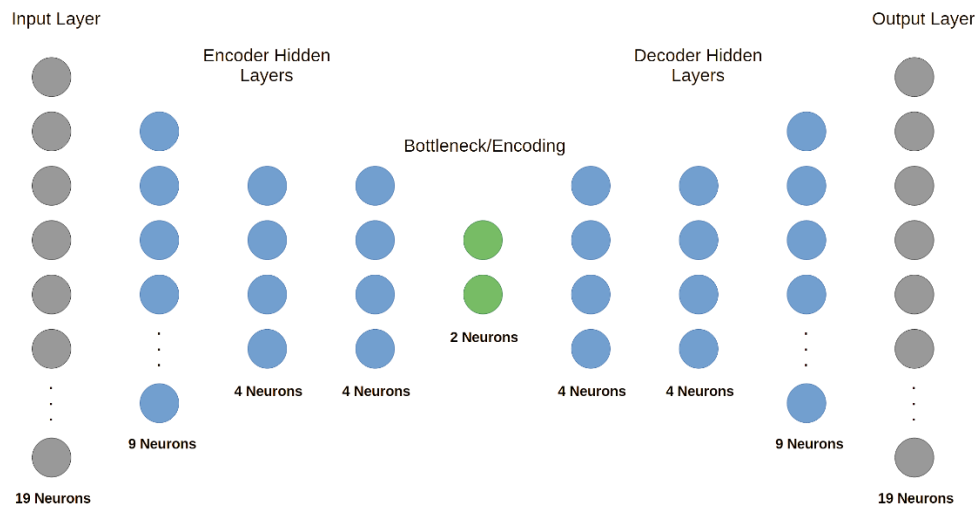 Input Layer
Output Layer
Encoder Hidden
Layers
Decoder Hidden
Layers
Bottleneck/Encoding
2 Neurons
4 Neurons
4 Neurons
4 Neurons
4 Neurons
9 Neurons
9 Neurons
19 Neurons
19 Neurons